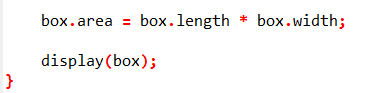 box.area = box.length * box.width;
display(box);
}